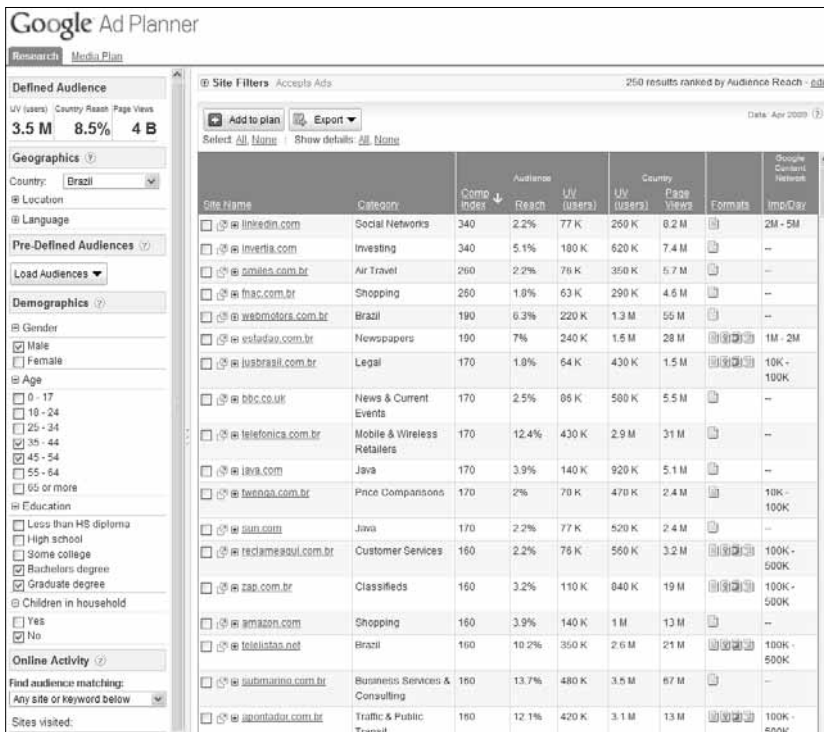 Google Ad Planner
Research Media Plan
Defined Audience
UV (users) Country Reach Page Views
3.5 M 8.5% 4 B
Geographics
Country: Brazil
Location
Language
Pre-Defined Audiences
Load Audiences
Demographics
Gender
Male
Female
Age
0 - 17
18 - 24
25 - 34
35 - 44
45 - 54
55 - 64
65 or more
Education
Less than HS diploma
High school
Some college
Bachelors degree
Graduate degree
Children in household
Yes
No
Online Activity
Find audience matching:
Any site or keyword below
Sites visited:
Site Filters Accepts Ads
250 results ranked by Audience Reach - edi
Add to plan Export
Data: Apr 2009 (?)
Select: All, None | Show details: All, None
Audience Country Google Content Network
Site Name Category Comp Index Reach UV (users) UV (users) Page Views Formats Imp/Day
linkedin.com Social Networks 340 2.2% 77 K 260 K 8.2 M 2M - 5M
invertia.com Investing 340 5.1% 180 K 620 K 7.4 M --
smiles.com.br Air Travel 260 2.2% 76 K 350 K 5.7 M --
fnac.com.br Shopping 260 1.8% 63 K 290 K 4.6 M --
webmotors.com.br Brazil 190 6.3% 220 K 1.3 M 55 M --
estadao.com.br Newspapers 190 7% 240 K 1.5 M 28 M 1M - 2M
jusbrasil.com.br Legal 170 1.8% 64 K 430 K 1.5 M 10K -
100K
bbc.co.uk News & Current 170 2.5% 86 K 580 K 5.5 M --
Events
telefonica.com.br Mobile & Wireless 170 12.4% 430 K 2.9 M 31 M --
Retailers
java.com Java 170 3.9% 140 K 920 K 5.1 M --
twenga.com.br Price Comparisons 170 2% 70 K 470 K 2.4 M 10K -
100K
sun.com Java 170 2.2% 77 K 520 K 2.4 M --
reclameaqui.com.br Customer Services 160 2.2% 76 K 560 K 3.2 M 100K -
500K
zap.com.br Classifieds 160 3.2% 110 K 840 K 19 M 100K -
500K
amazon.com Shopping 160 3.9% 140 K 1 M 13 M --
telelistas.net Brazil 160 10.2% 350 K 2.6 M 21 M 100K -
500K
submarino.com.br Business Services & 160 13.7% 480 K 3.5 M 67 M --
Consulting
apontador.com.br Traffic & Public 160 12.1% 420 K 3.1 M 13 M 100K -
Transit 500K